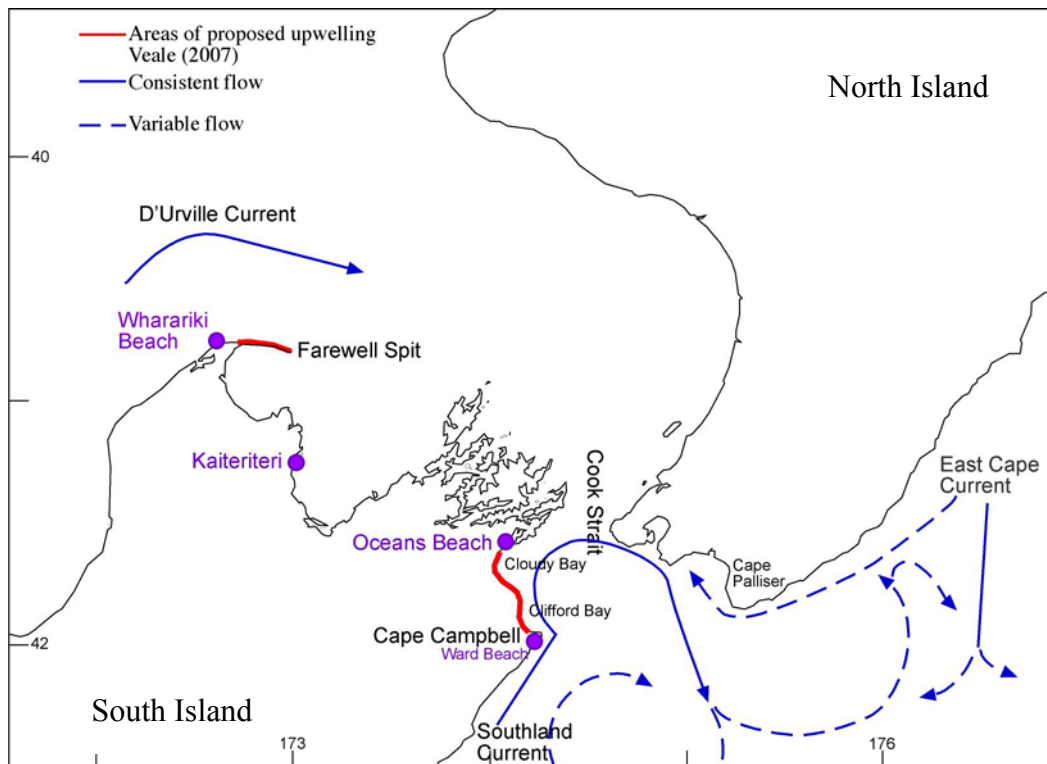 Areas of proposed upwelling
Veale (2007)
Consistent flow
Variable flow
North Island
40
D'Urville Current
Wharariki
Beach
Farewell Spit
Kaiteriteri
Cook Strait
East Cape
Current
Oceans Beach
Cloudy Bay
Cape
Palliser
Clifford Bay
Cape Campbell
42
Ward Beach
South Island
Southland
Current
173
176